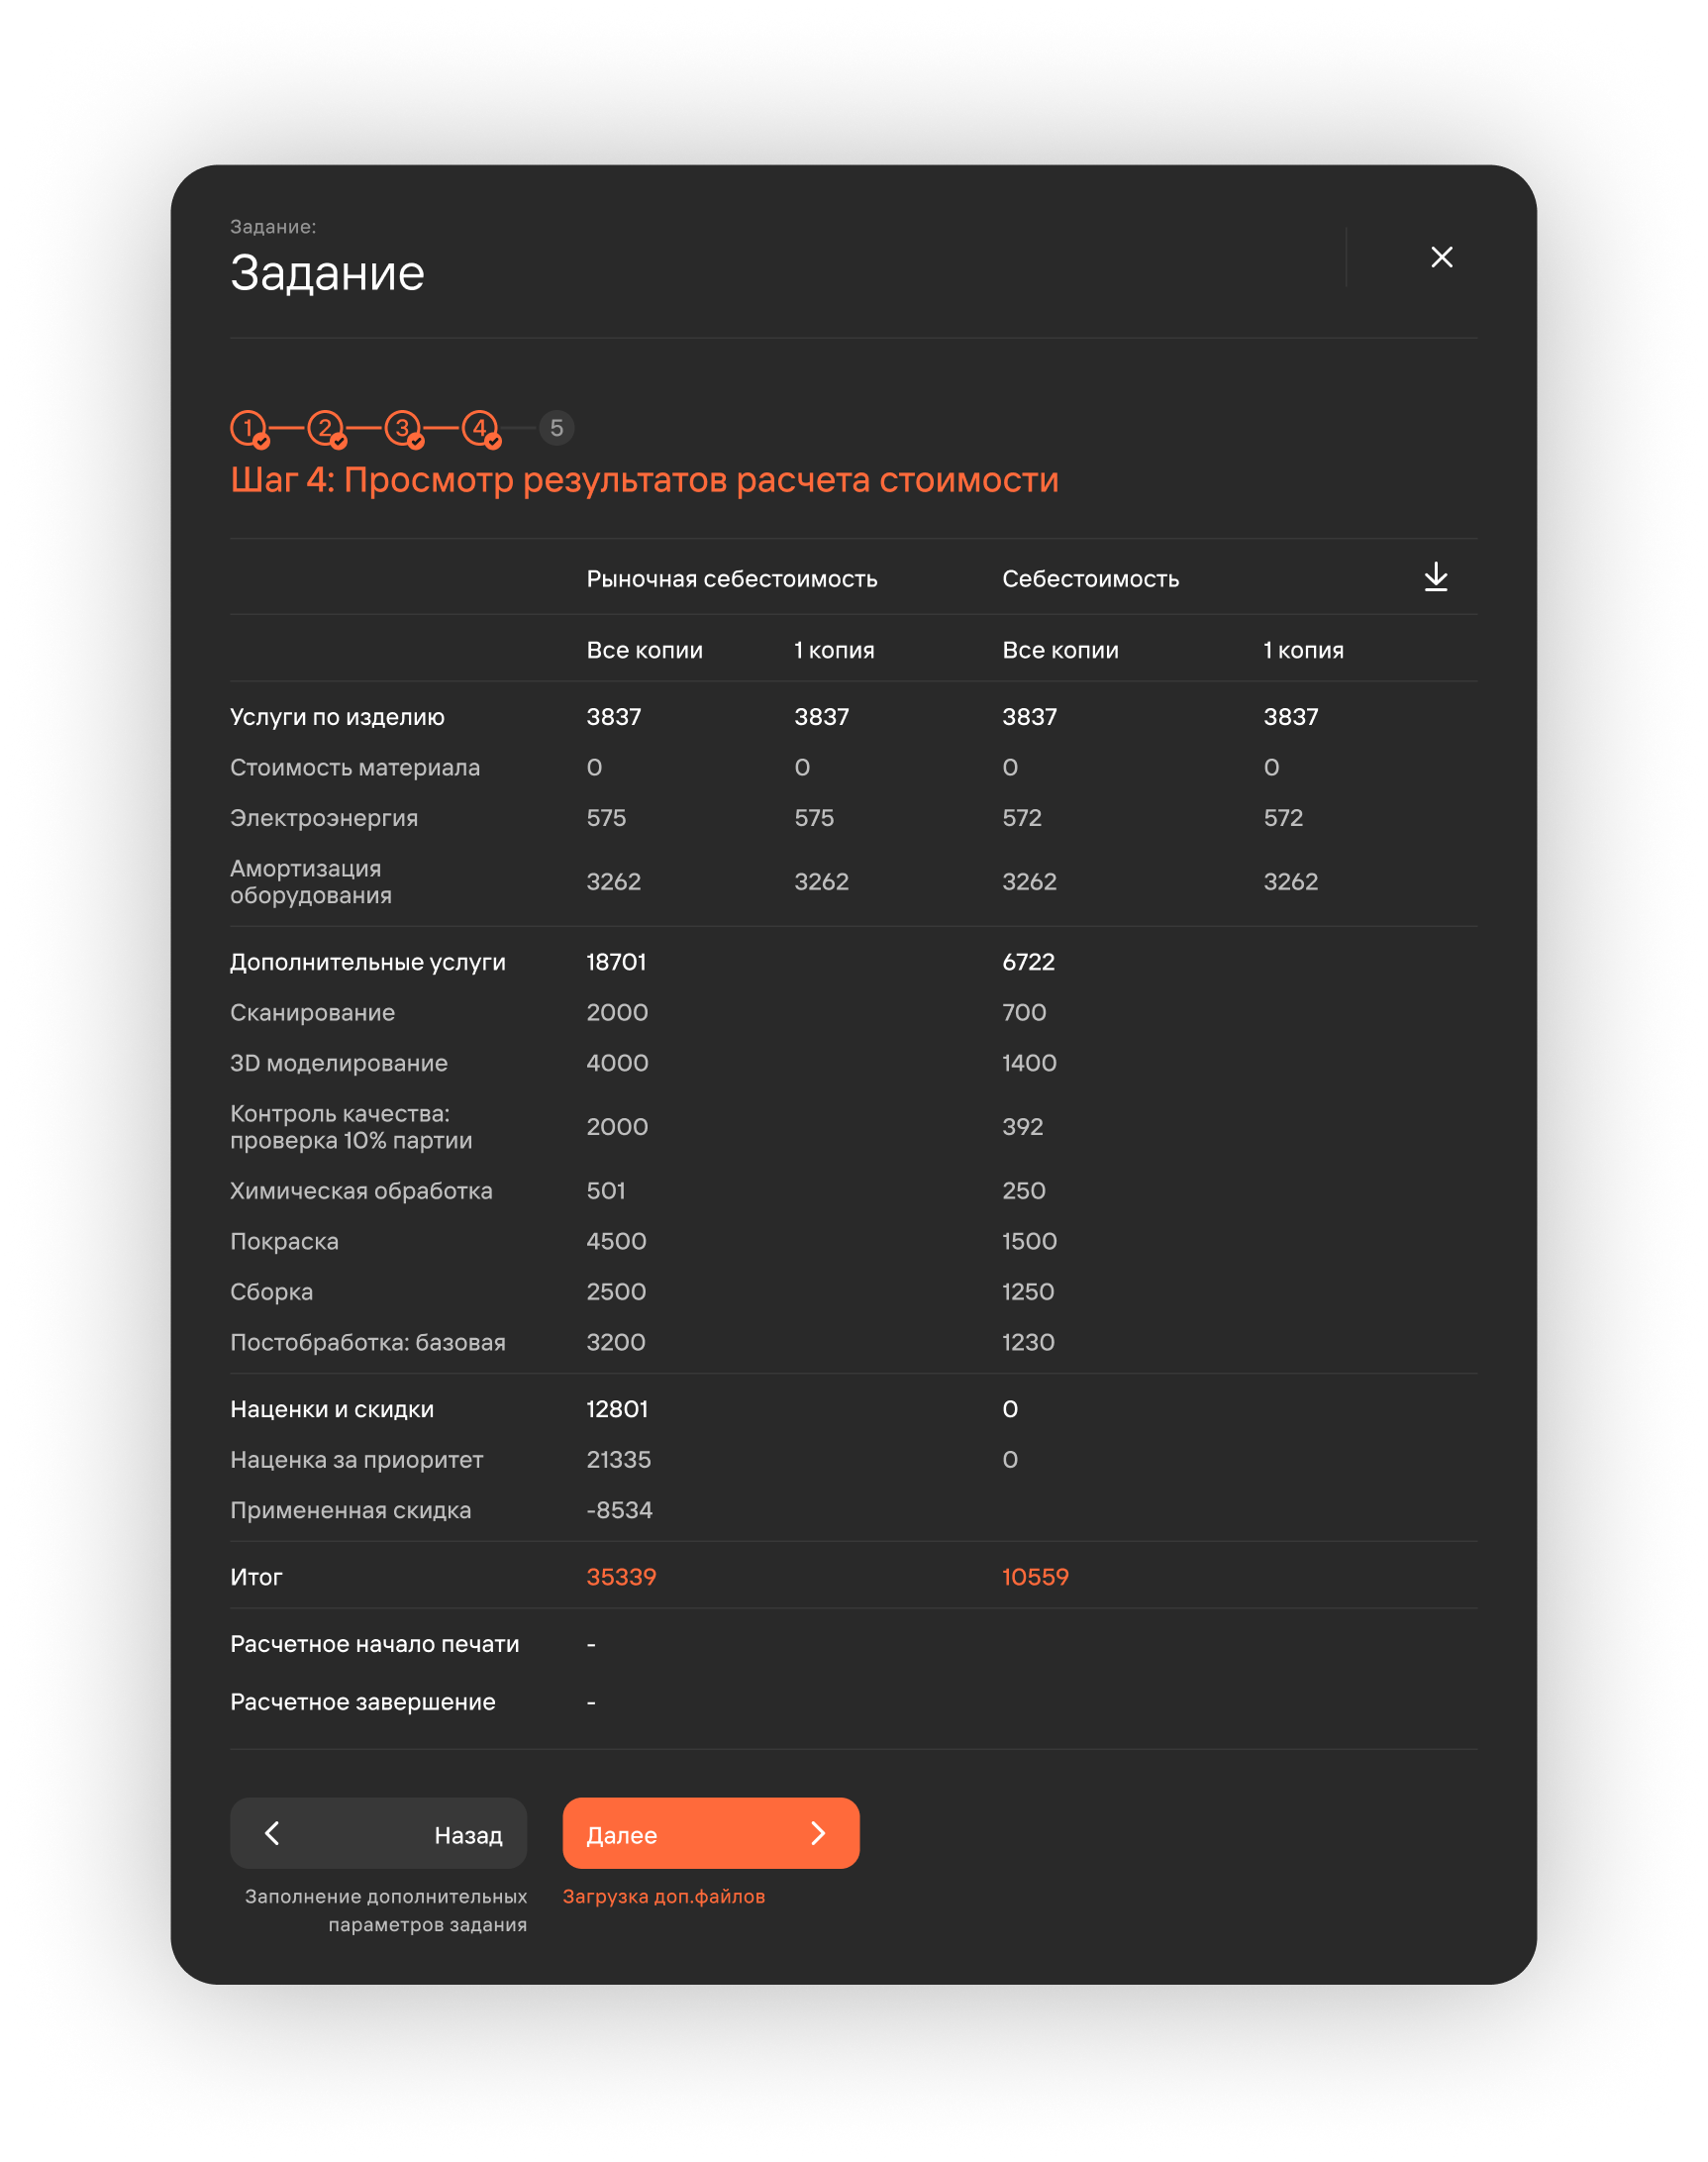 Задание:
Задание
1 2 3 4 5
Шаг 4: Просмотр результатов расчета стоимости
Рыночная себестоимость Себестоимость
Все копии 1 копия Все копии 1 копия
Услуги по изделию 3837 3837 3837 3837
Стоимость материала 0 0 0 0
Электроэнергия 575 575 572 572
Амортизация
оборудования 3262 3262 3262 3262
Дополнительные услуги 18701 6722
Сканирование 2000 700
3D моделирование 4000 1400
Контроль качества:
проверка 10% партии 2000 392
Химическая обработка 501 250
Покраска 4500 1500
Сборка 2500 1250
Постобработка: базовая 3200 1230
Наценки и скидки 12801 0
Наценка за приоритет 21335 0
Примененная скидка -8534
Итог 35339 10559
Расчетное начало печати -
Расчетное завершение -
Назад Далее
Заполнение дополнительных
параметров задания
Загрузка доп.файлов